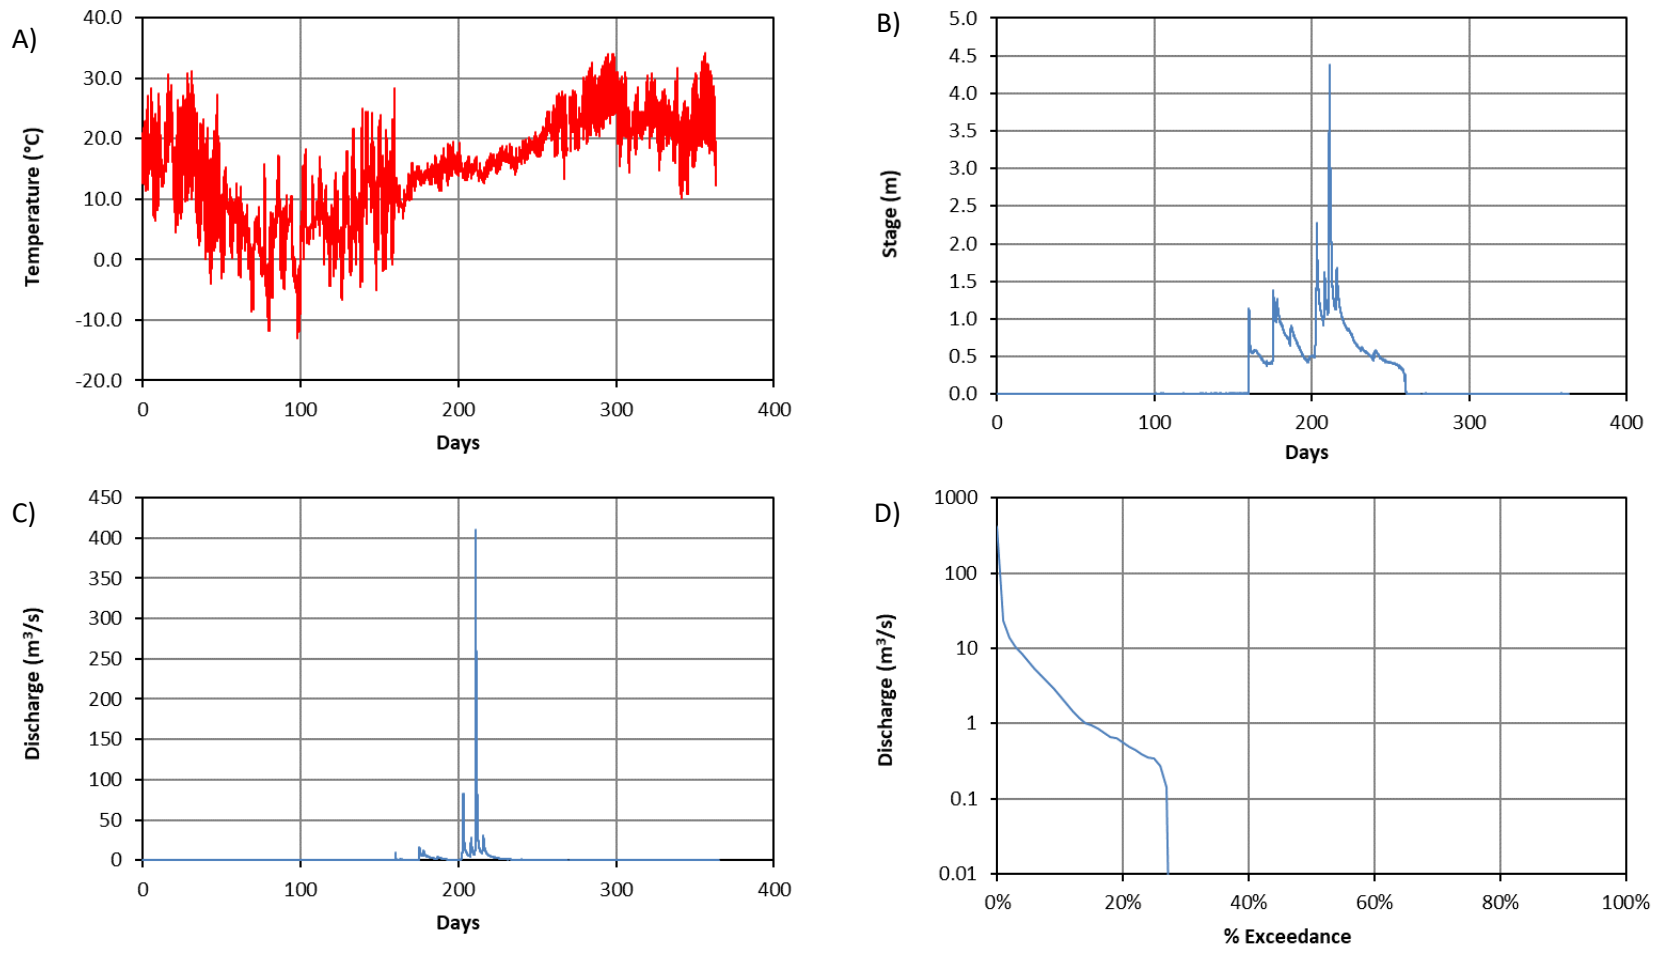 A)
40.0
30.0
20.0
10.0
0.0
-10.0
-20.0
Temperature (°C)
0 100 200 300 400
Days
B)
5.0
4.5
4.0
3.5
3.0
2.5
2.0
1.5
1.0
0.5
0.0
Stage (m)
0 100 200 300 400
Days
C)
450
400
350
300
250
200
150
100
50
0
Discharge (m³/s)
0 100 200 300 400
Days
D)
1000
100
10
1
0.1
0.01
Discharge (m³/s)
0% 20% 40% 60% 80% 100%
% Exceedance